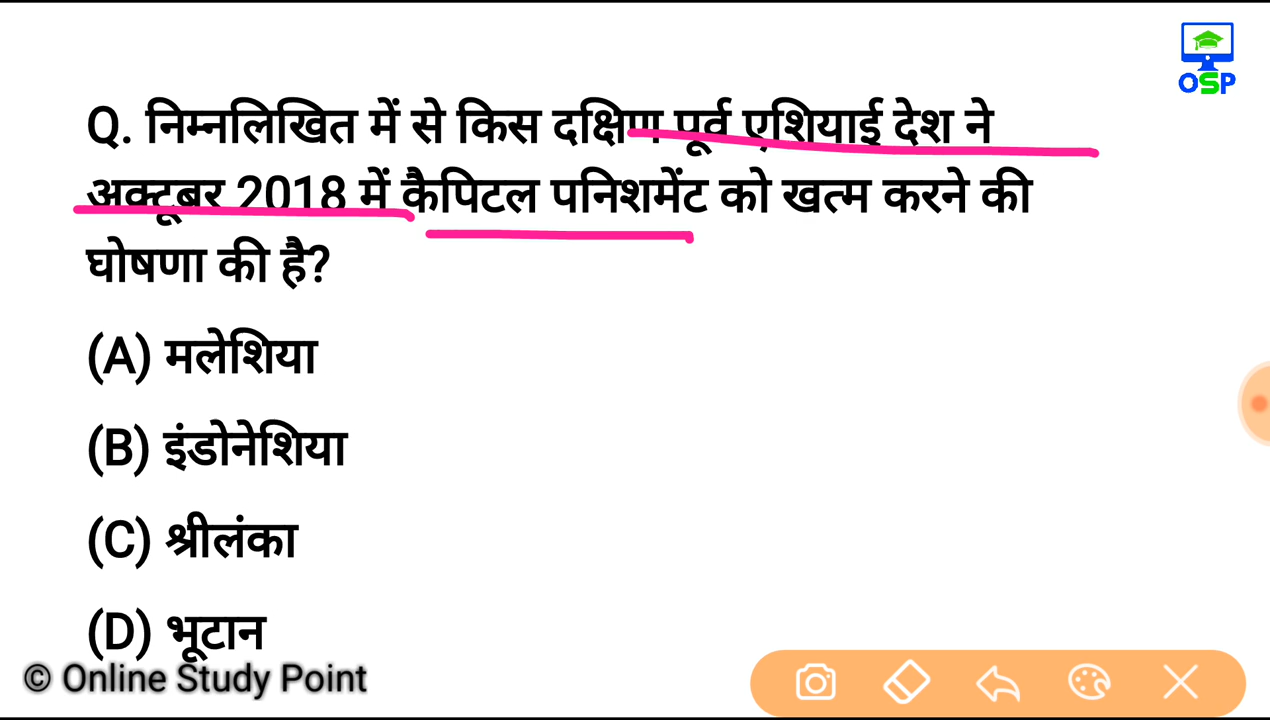 OSP
Q. निम्नलिखित में से किस दक्षिण पूर्व एशियाई देश ने
अक्टूबर 2018 में कैपिटल पनिशमेंट को खत्म करने की
घोषणा की है?
(A) मलेशिया
(B) इंडोनेशिया
(C) श्रीलंका
(D) भूटान
© Online Study Point